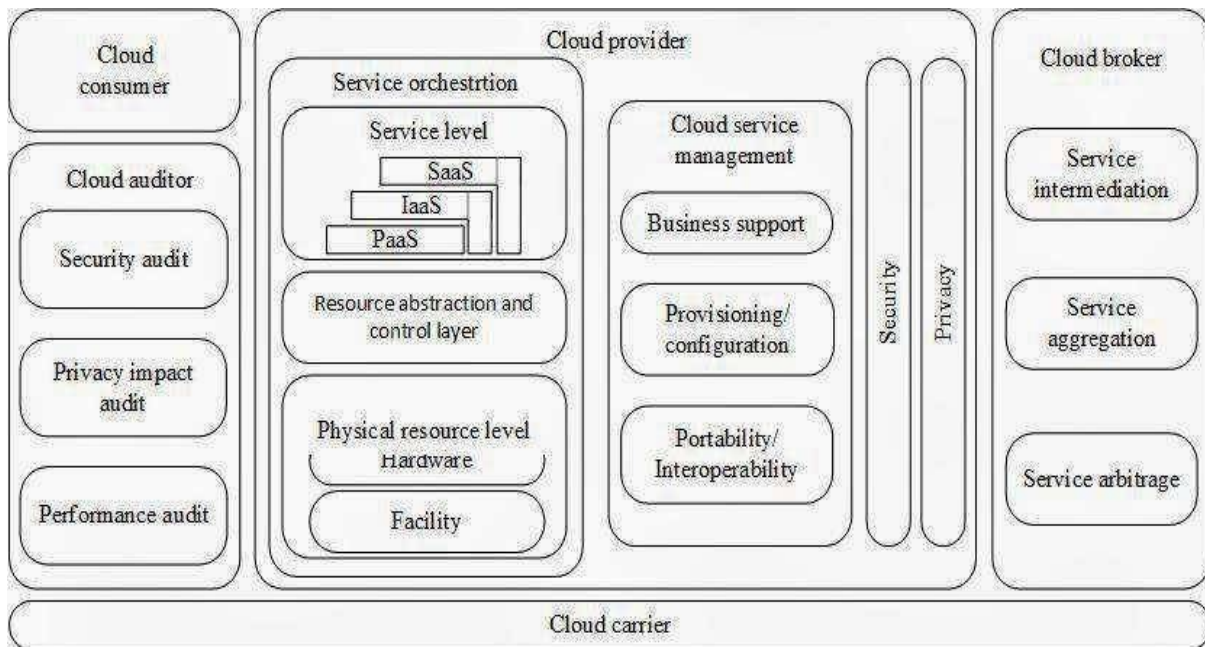 Cloud
consumer
Cloud auditor
Security audit
Privacy impact
audit
Performance audit
Cloud provider
Service orchestrtion
Service level
SaaS
IaaS
PaaS
Resource abstraction and
control layer
Physical resource level
Hardware
Facility
Cloud service
management
Business support
Provisioning/
configuration
Portability/
Interoperability
Security
Privacy
Cloud broker
Service
intermediation
Service
aggregation
Service arbitrage
Cloud carrier